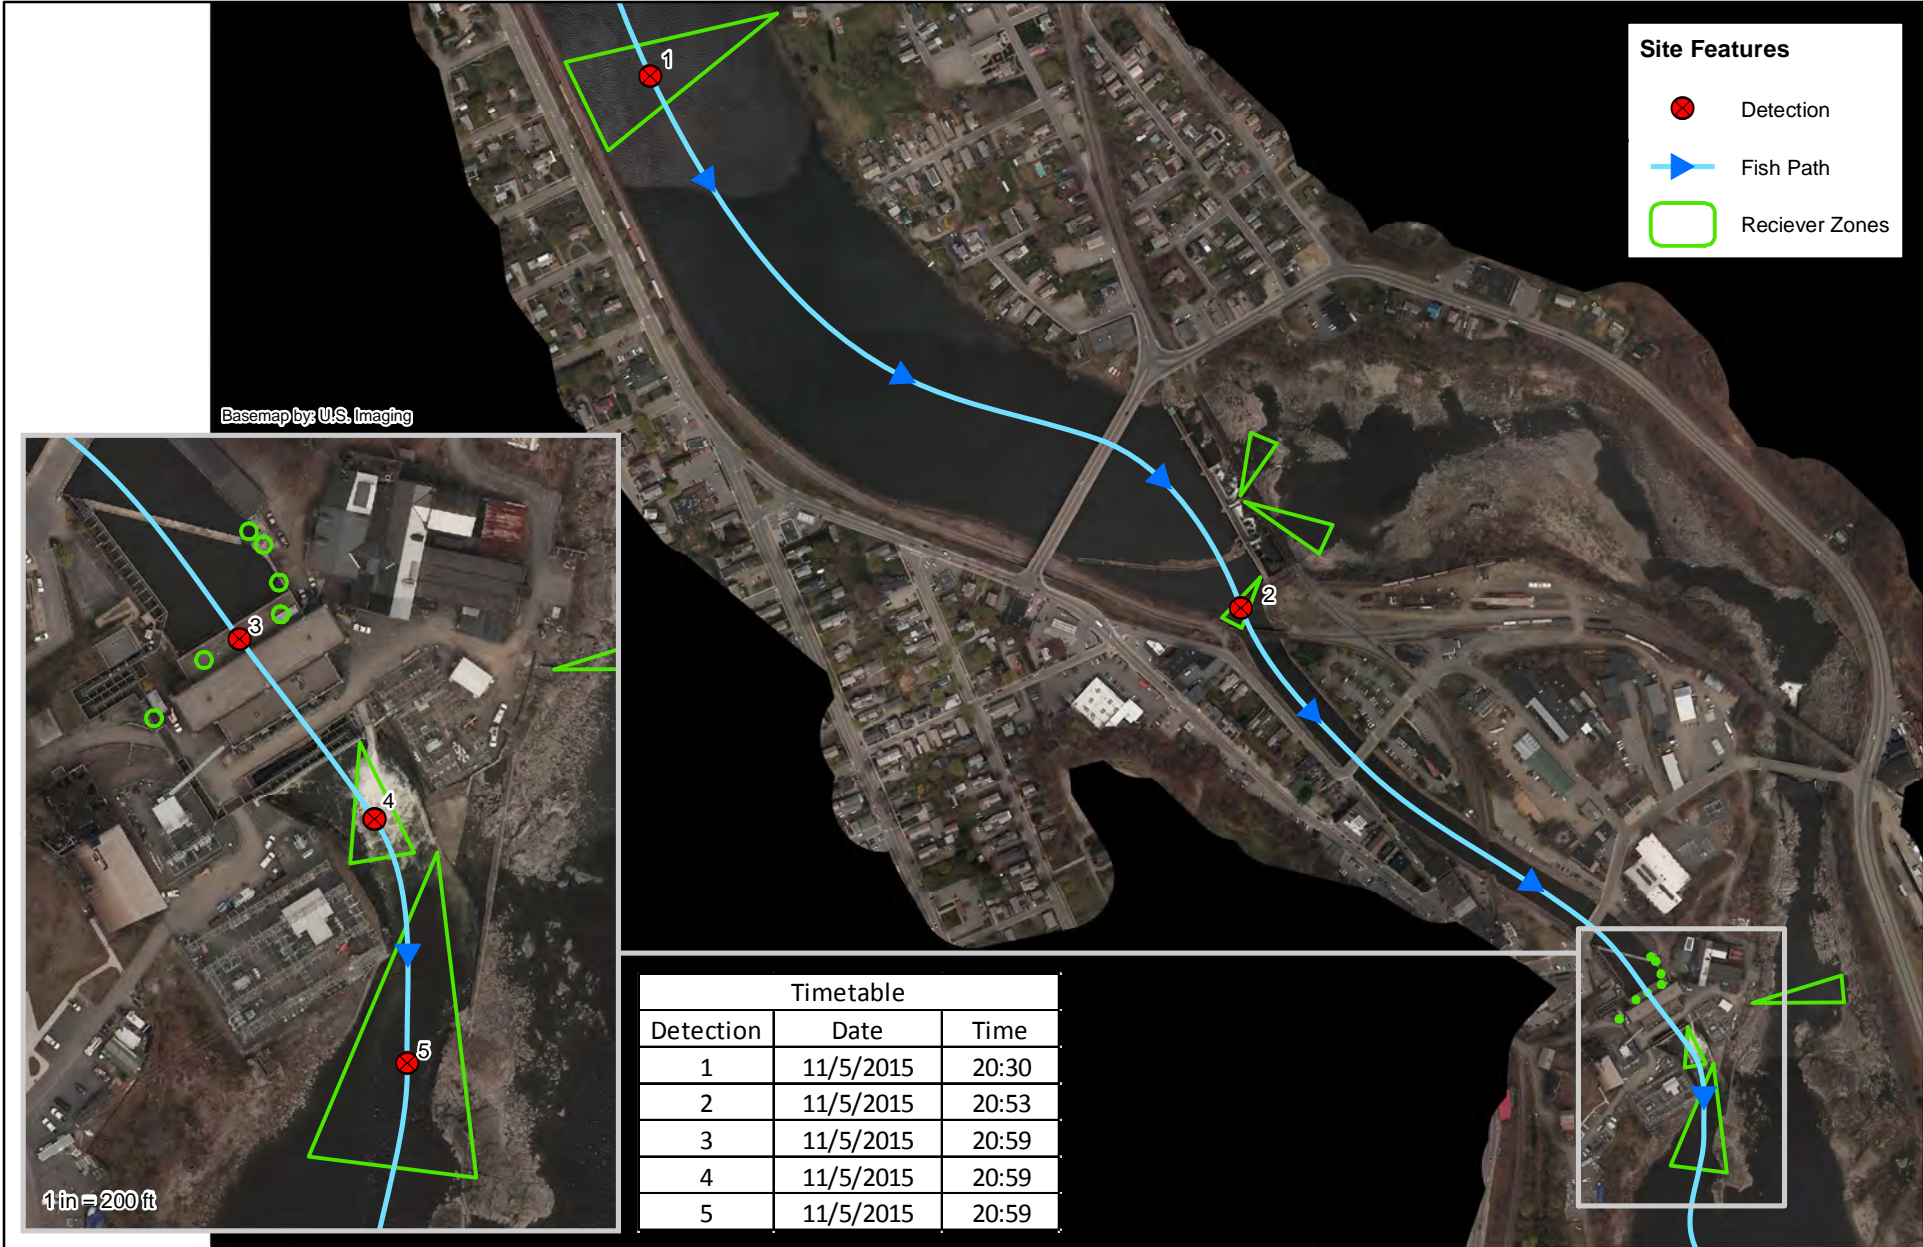 1
Site Features
Detection
Fish Path
Reciever Zones
Basemap by: U.S. Imaging
2
3
4
5
1 in = 200 ft
Timetable
Detection Date Time
1 11/5/2015 20:30
2 11/5/2015 20:53
3 11/5/2015 20:59
4 11/5/2015 20:59
5 11/5/2015 20:59